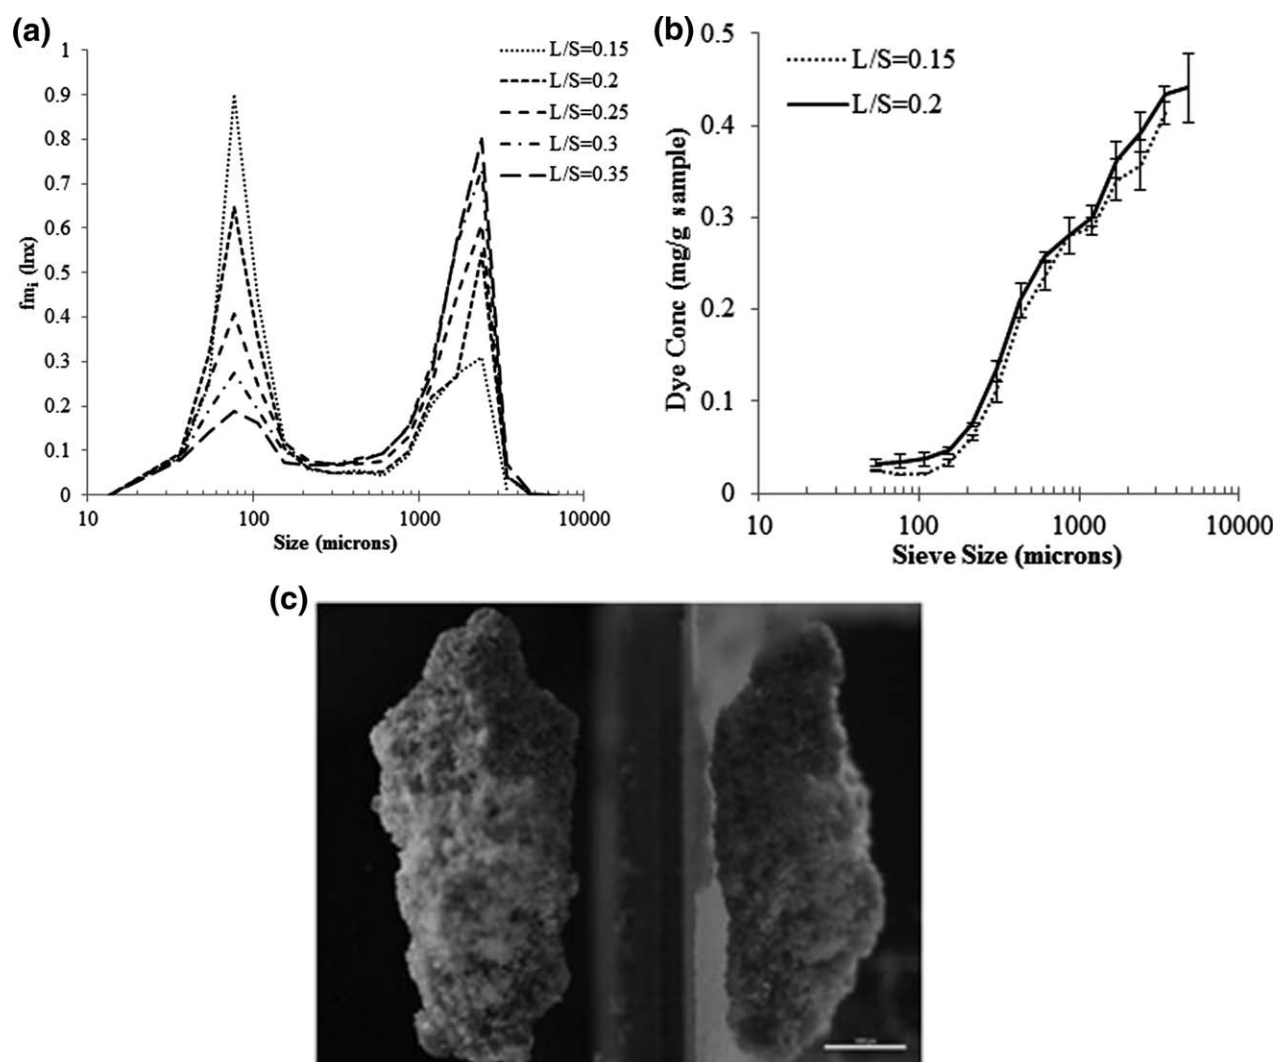 (a)
1
0.9
0.8
0.7
0.6
0.5
0.4
0.3
0.2
0.1
0
fmᵢ (lnx)
10 100 1000 10000
Size (microns)
L/S=0.15
L/S=0.2
L/S=0.25
L/S=0.3
L/S=0.35
(b)
0.5
0.4
0.3
0.2
0.1
0
Dye Conc (mg/g sample)
10 100 1000 10000
Sieve Size (microns)
L/S=0.15
L/S=0.2
(c)